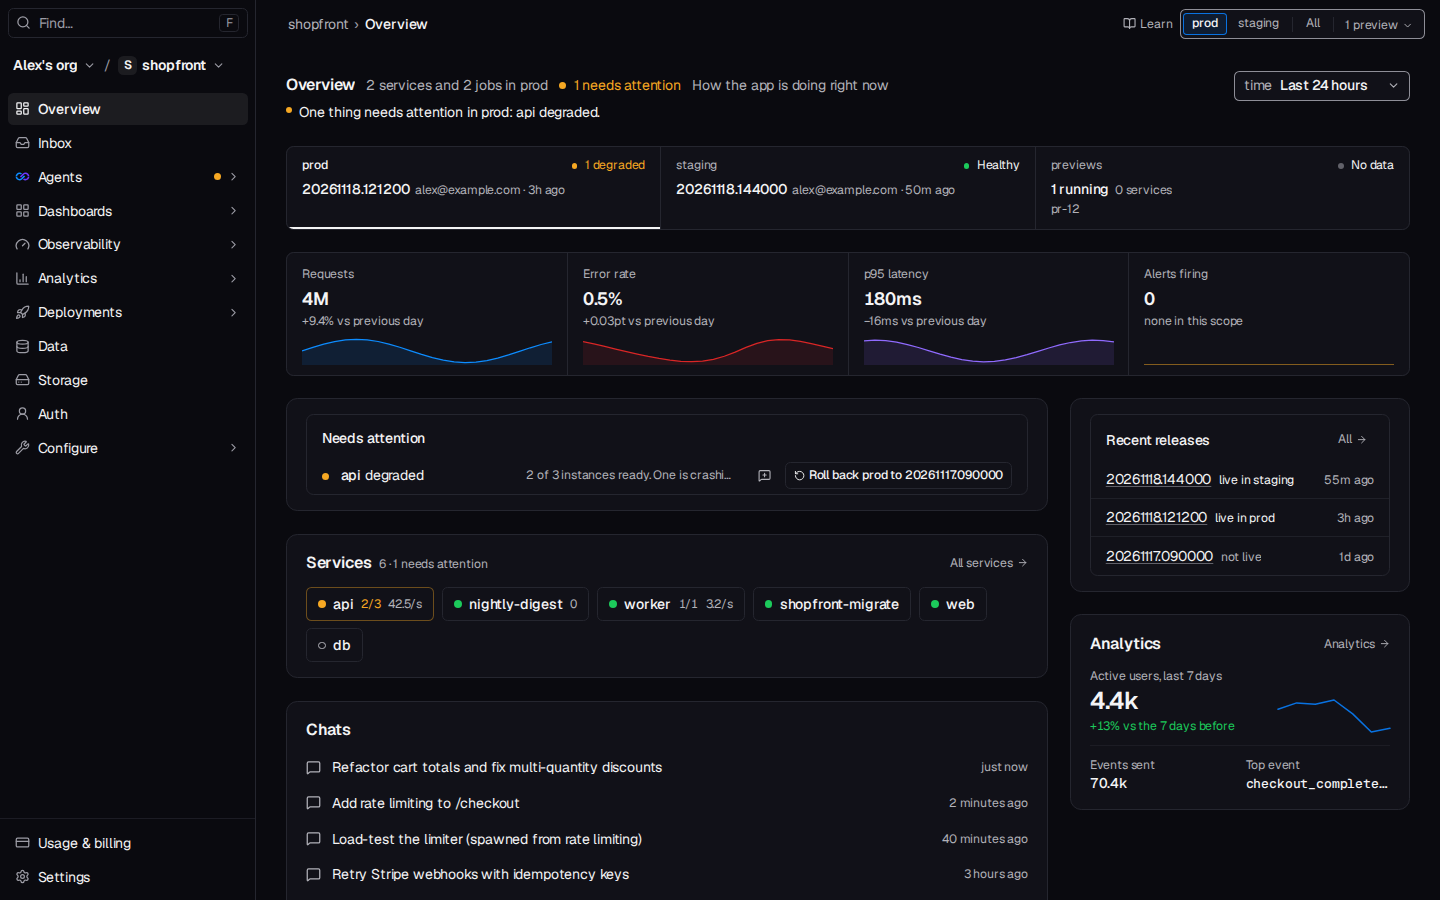 Find...
F
Alex's org / S shopfront
Overview
Inbox
Agents
Dashboards
Observability
Analytics
Deployments
Data
Storage
Auth
Configure
Usage & billing
Settings
shopfront › Overview
Learn
prod
staging
All
1 preview
Overview 2 services and 2 jobs in prod 1 needs attention How the app is doing right now
time Last 24 hours
One thing needs attention in prod: api degraded.
prod
1 degraded
20261118.121200 alex@example.com · 3h ago
staging
Healthy
20261118.144000 alex@example.com · 50m ago
previews
No data
1 running 0 services
pr-12
Requests
4M
+9.4% vs previous day
Error rate
0.5%
+0.03pt vs previous day
p95 latency
180ms
−16ms vs previous day
Alerts firing
0
none in this scope
Needs attention
api degraded
2 of 3 instances ready. One is crashi…
Roll back prod to 20261117.090000
Services 6 · 1 needs attention
All services →
api 2/3 42.5/s
nightly-digest 0
worker 1/1 3.2/s
shopfront-migrate
web
db
Chats
Refactor cart totals and fix multi-quantity discounts
just now
Add rate limiting to /checkout
2 minutes ago
Load-test the limiter (spawned from rate limiting)
40 minutes ago
Retry Stripe webhooks with idempotency keys
3 hours ago
Recent releases
All →
20261118.144000 live in staging 55m ago
20261118.121200 live in prod 3h ago
20261117.090000 not live 1d ago
Analytics
Analytics →
Active users, last 7 days
4.4k
+13% vs the 7 days before
Events sent
70.4k
Top event
checkout_complete…